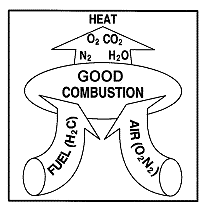 HEAT
O₂ CO₂
N₂ H₂O
GOOD
COMBUSTION
FUEL (H₂C)
AIR (O₂N₂)